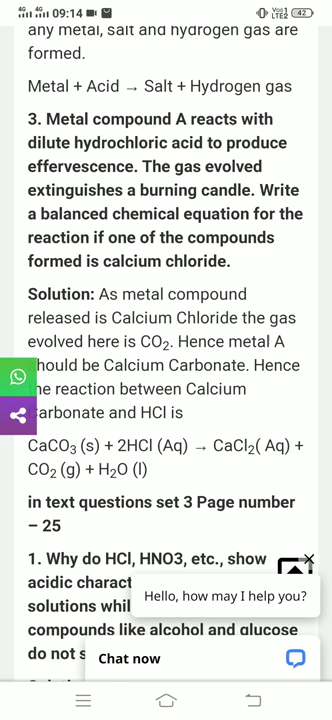 4G 4G 09:14 Vo)) 1 LTE2 42
any metal, salt and hydrogen gas are
formed.
Metal + Acid → Salt + Hydrogen gas
3. Metal compound A reacts with
dilute hydrochloric acid to produce
effervescence. The gas evolved
extinguishes a burning candle. Write
a balanced chemical equation for the
reaction if one of the compounds
formed is calcium chloride.
Solution: As metal compound
released is Calcium Chloride the gas
evolved here is CO₂. Hence metal A
should be Calcium Carbonate. Hence
the reaction between Calcium
Carbonate and HCl is
CaCO₃ (s) + 2HCl (Aq) → CaCl₂( Aq) +
CO₂ (g) + H₂O (l)
in text questions set 3 Page number
– 25
1. Why do HCl, HNO3, etc., show
acidic
solutions
Hello, how may I help you?
compounds like alcohol and glucose
do not
Chat now